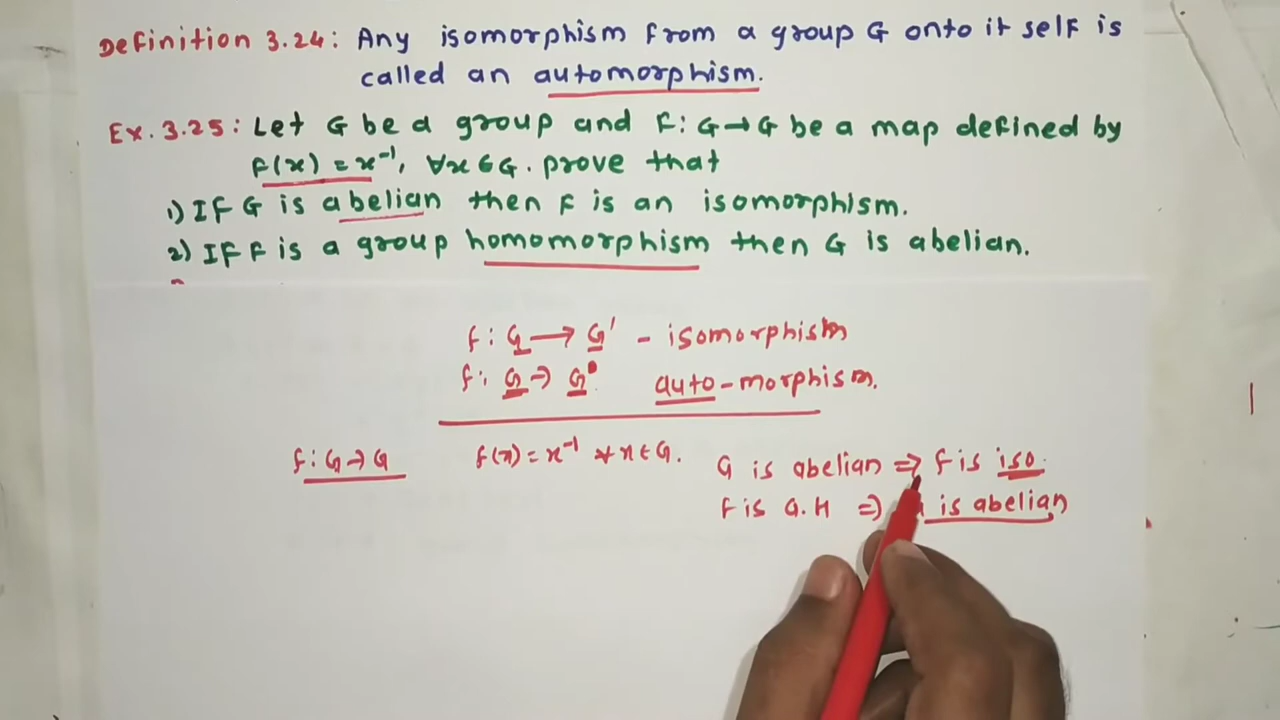 Definition 3.24: Any isomorphism from a group G onto it self is
called an automorphism.
Ex. 3.25: Let G be a group and F: G→G be a map defined by
F(x) = x⁻¹, ∀x∈G. prove that
1) IF G is abelian then F is an isomorphism.
2) IF F is a group homomorphism then G is abelian.
f: G → G' - isomorphism
f: G → G auto-morphism.
f: G → G f(x) = x⁻¹ ∀ x ∈ G. G is abelian ⇒ F is iso.
F is G.H ⇒ is abelian